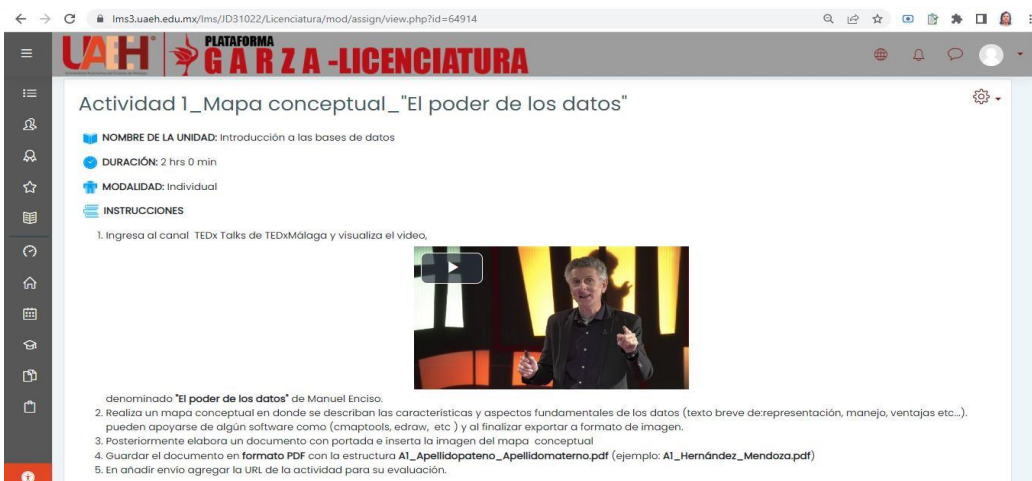 lms3.uaeh.edu.mx/lms/JD31022/Licenciatura/mod/assign/view.php?id=64914
UAEH
PLATAFORMA
GARZA -LICENCIATURA
Actividad 1_Mapa conceptual_"El poder de los datos"
NOMBRE DE LA UNIDAD: Introducción a las bases de datos
DURACIÓN: 2 hrs 0 min
MODALIDAD: Individual
INSTRUCCIONES
1. Ingresa al canal TEDx Talks de TEDxMálaga y visualiza el video,
denominado "El poder de los datos" de Manuel Enciso.
2. Realiza un mapa conceptual en donde se describan las características y aspectos fundamentales de los datos (texto breve de:representación, manejo, ventajas etc...).
pueden apoyarse de algún software como (cmaptools, edraw, etc ) y al finalizar exportar a formato de imagen.
3. Posteriormente elabora un documento con portada e inserta la imagen del mapa conceptual
4. Guardar el documento en formato PDF con la estructura A1_Apellidopateno_Apellidomaterno.pdf (ejemplo: A1_Hernández_Mendoza.pdf)
5. En añadir envío agregar la URL de la actividad para su evaluación.